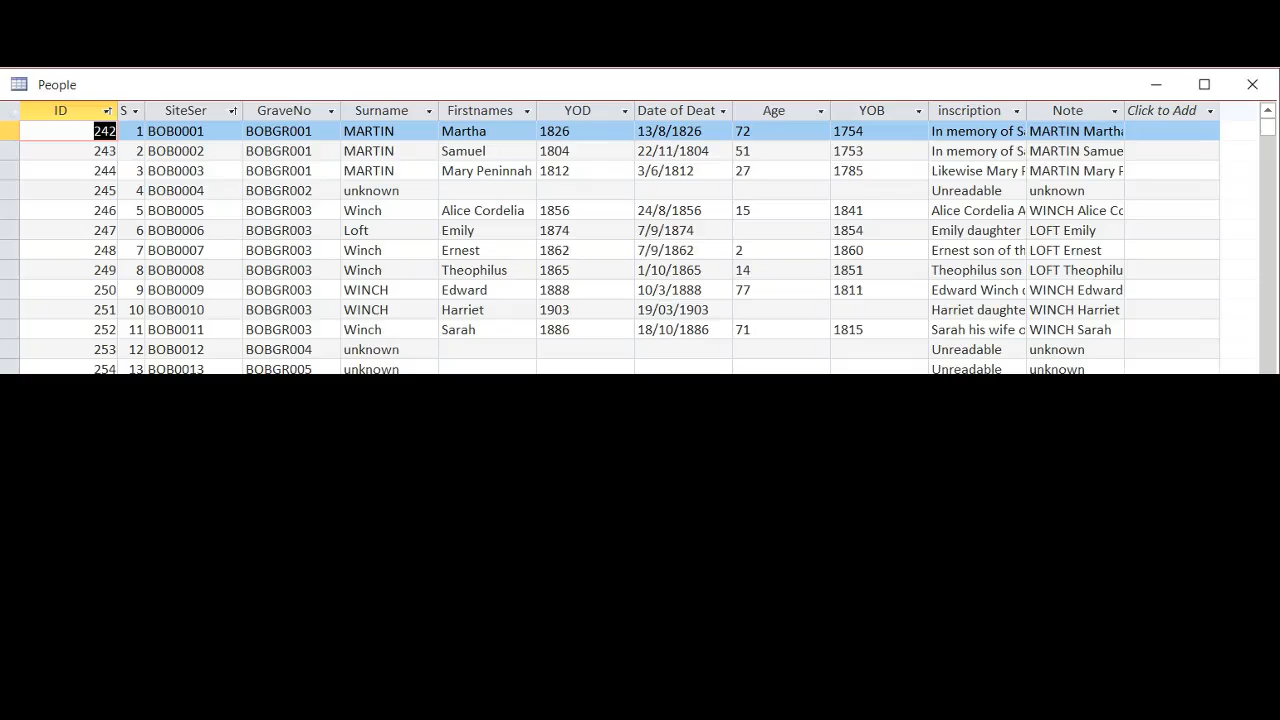 People
ID S SiteSer GraveNo Surname Firstnames YOD Date of Deat Age YOB inscription Note Click to Add
242 1 BOB0001 BOBGR001 MARTIN Martha 1826 13/8/1826 72 1754 In memory of Sa MARTIN Martha
243 2 BOB0002 BOBGR001 MARTIN Samuel 1804 22/11/1804 51 1753 In memory of Sa MARTIN Samue
244 3 BOB0003 BOBGR001 MARTIN Mary Peninnah 1812 3/6/1812 27 1785 Likewise Mary P MARTIN Mary P
245 4 BOB0004 BOBGR002 unknown Unreadable unknown
246 5 BOB0005 BOBGR003 Winch Alice Cordelia 1856 24/8/1856 15 1841 Alice Cordelia A WINCH Alice Co
247 6 BOB0006 BOBGR003 Loft Emily 1874 7/9/1874 1854 Emily daughter LOFT Emily
248 7 BOB0007 BOBGR003 Winch Ernest 1862 7/9/1862 2 1860 Ernest son of th LOFT Ernest
249 8 BOB0008 BOBGR003 Winch Theophilus 1865 1/10/1865 14 1851 Theophilus son LOFT Theophilu
250 9 BOB0009 BOBGR003 WINCH Edward 1888 10/3/1888 77 1811 Edward Winch d WINCH Edward
251 10 BOB0010 BOBGR003 WINCH Harriet 1903 19/03/1903 Harriet daughte WINCH Harriet
252 11 BOB0011 BOBGR003 Winch Sarah 1886 18/10/1886 71 1815 Sarah his wife o WINCH Sarah
253 12 BOB0012 BOBGR004 unknown Unreadable unknown
254 13 BOB0013 BOBGR005 unknown Unreadable unknown